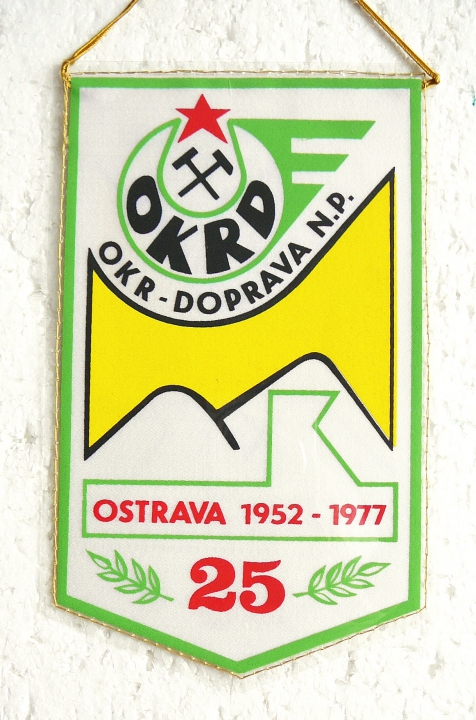 OKRD
OKR-DOPRAVA N.P.
OSTRAVA 1952 - 1977
25